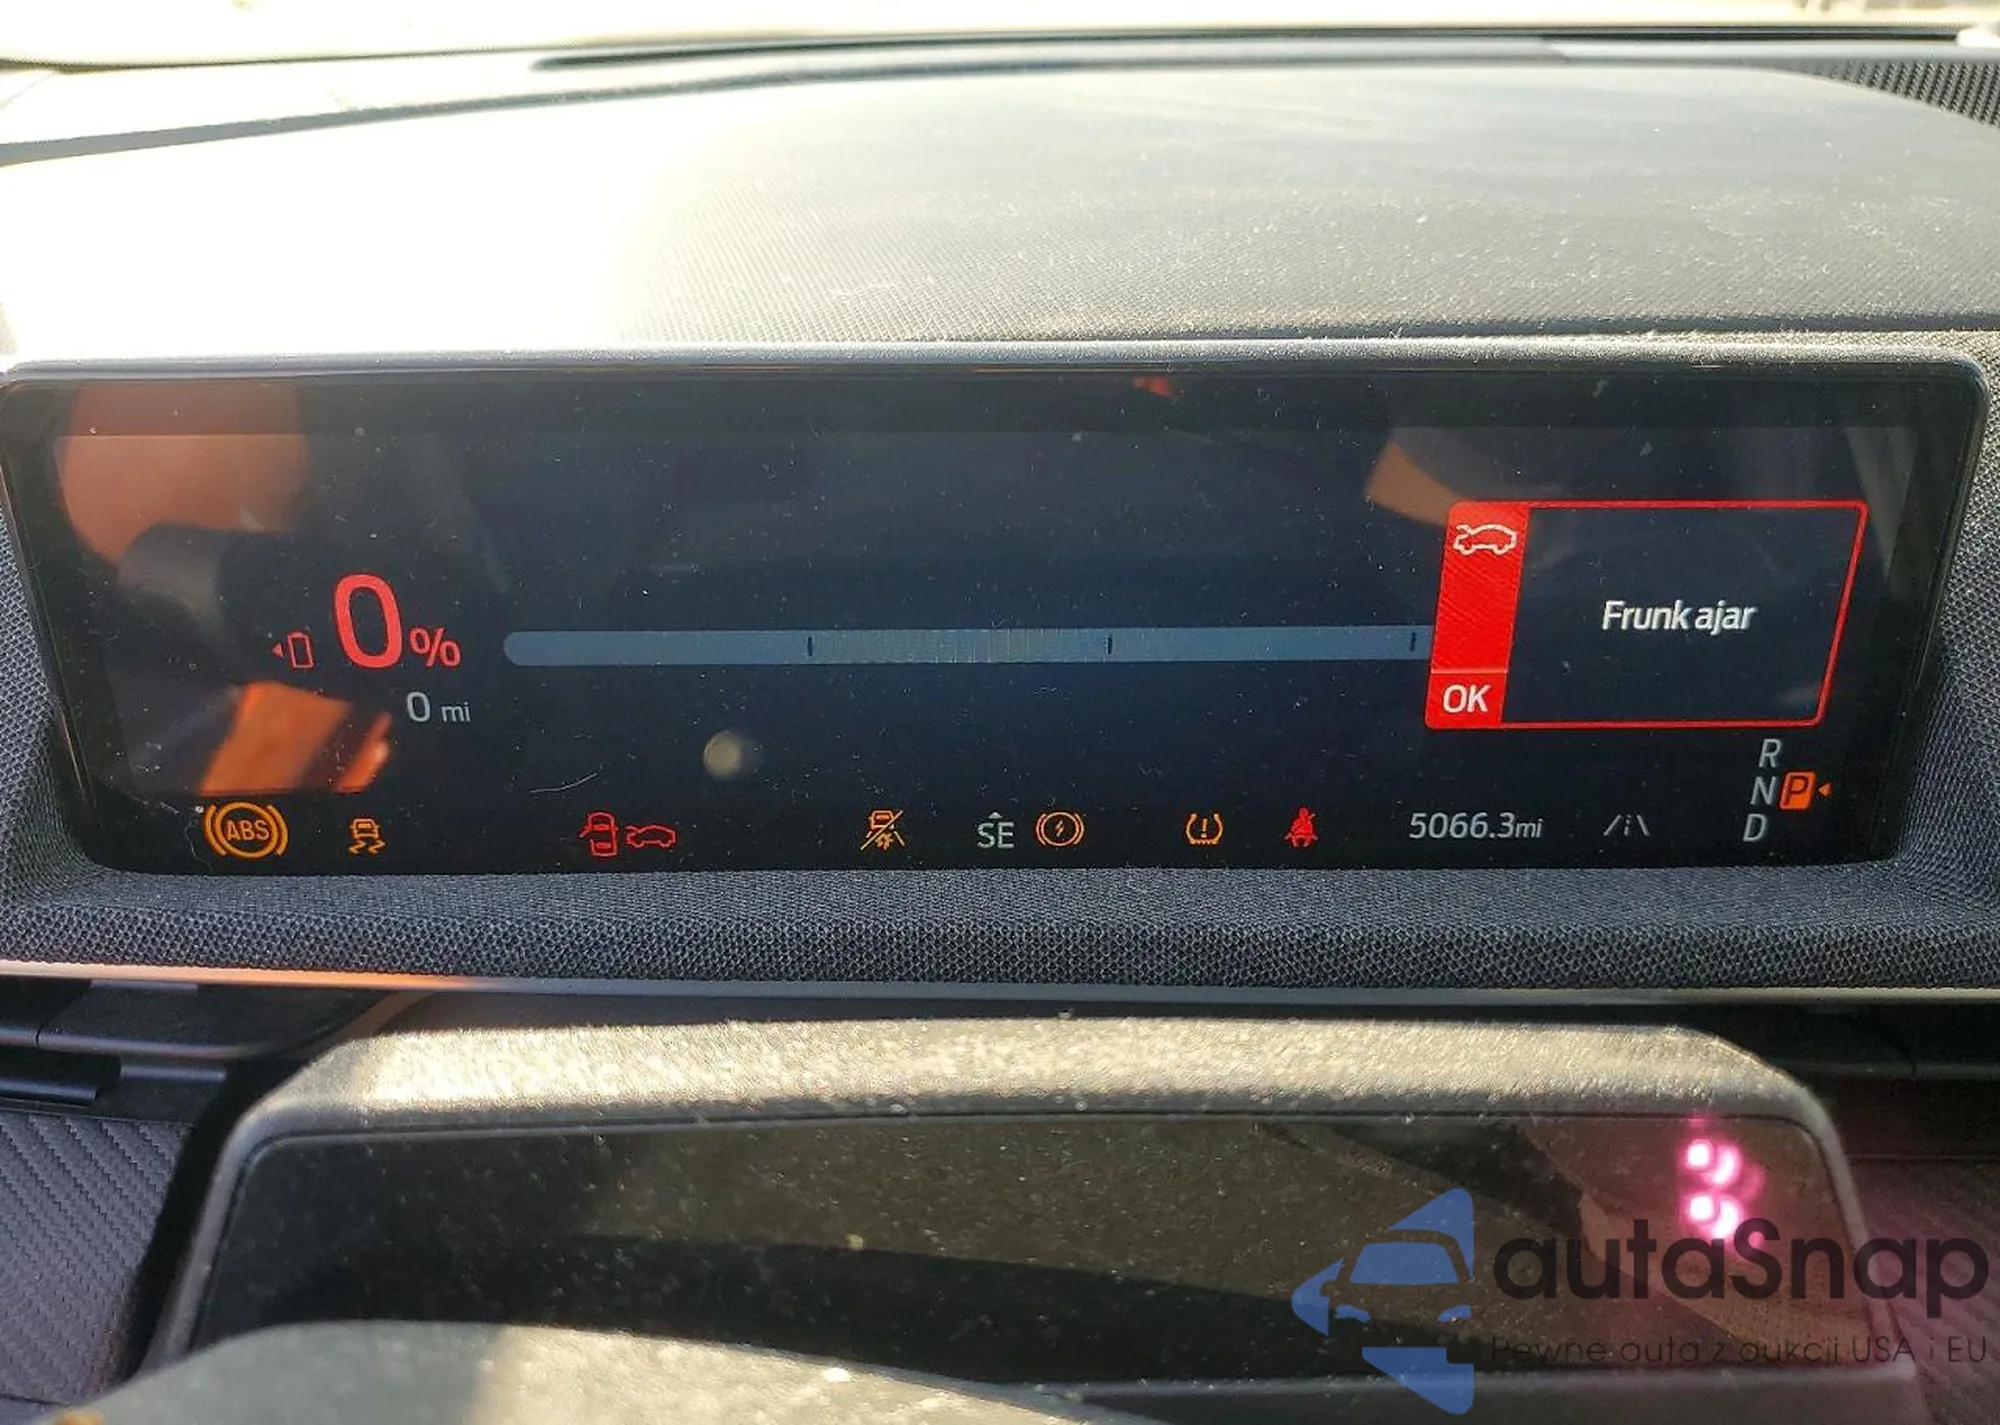 Frunk ajar
0%
OK
0 mi
R
N P
D
ABS
SE
5066.3mi
autaSnap
Pewne auta z aukcji USA i EU